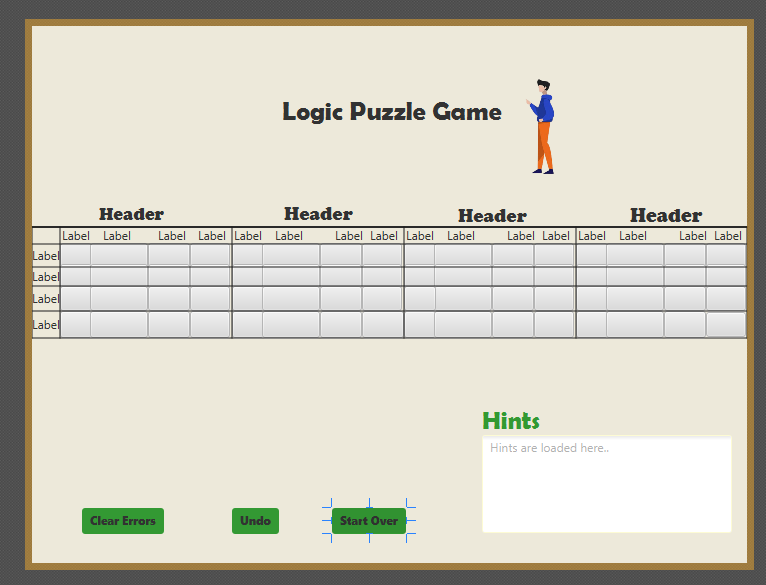 Logic Puzzle Game
Header Header Header Header
Label Label Label Label Label Label Label Label Label Label Label Label Label Label Label Label
Label
Label
Label
Label
Hints
Hints are loaded here..
Clear Errors Undo Start Over